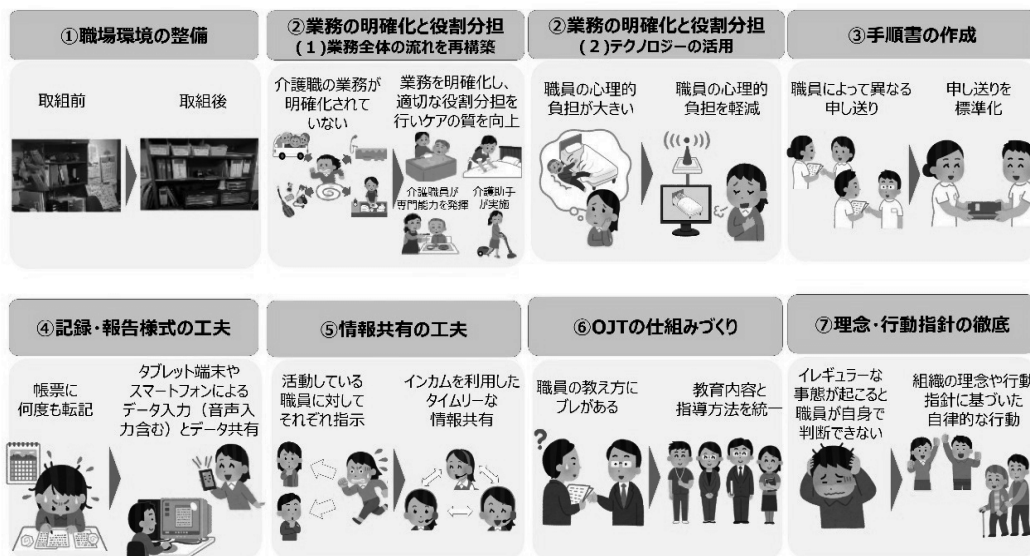 ①職場環境の整備
取組前
取組後
②業務の明確化と役割分担
(1)業務全体の流れを再構築
介護職の業務が
明確化されて
いない
業務を明確化し、
適切な役割分担を
行いケアの質を向上
介護職員が
専門能力を発揮
介護助手
が実施
②業務の明確化と役割分担
(2)テクノロジーの活用
職員の心理的
負担が大きい
職員の心理的
負担を軽減
③手順書の作成
職員によって異なる
申し送り
申し送りを
標準化
④記録・報告様式の工夫
帳票に
何度も転記
タブレット端末や
スマートフォンによる
データ入力（音声入
力含む）とデータ共有
⑤情報共有の工夫
活動している
職員に対して
それぞれ指示
インカムを利用した
タイムリーな
情報共有
⑥OJTの仕組みづくり
職員の教え方に
ブレがある
教育内容と
指導方法を統一
?
⑦理念・行動指針の徹底
イレギュラーな
事態が起こると
職員が自身で
判断できない
組織の理念や行動
指針に基づいた
自律的な行動